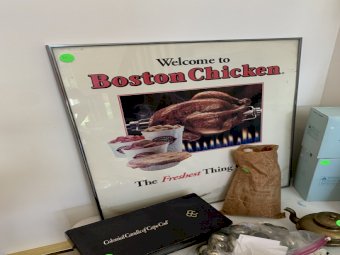 Welcome to
Boston Chicken
The Freshest Thing
Colonial Candle of Cape Cod